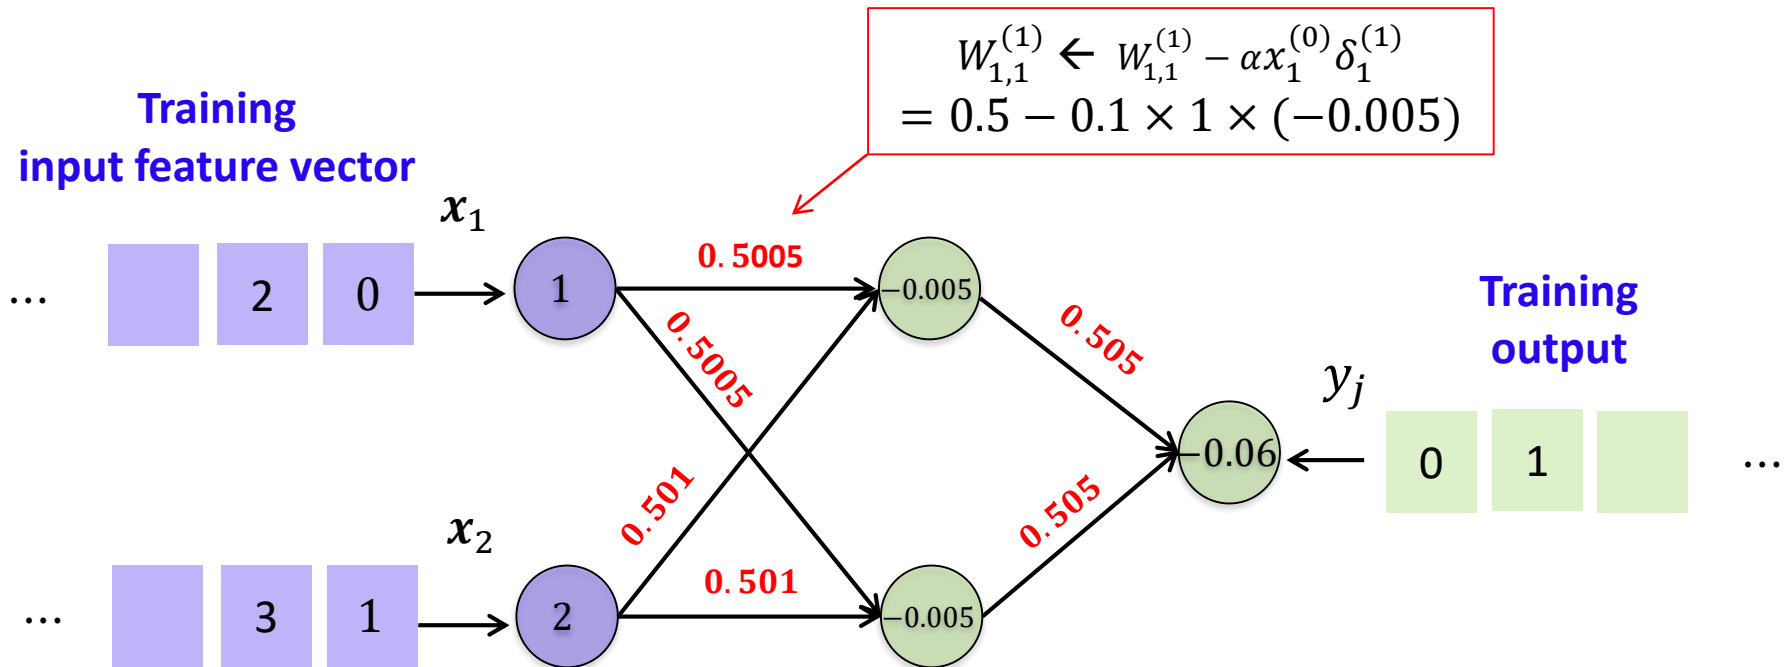 W_{1,1}^{(1)} ← W_{1,1}^{(1)} − αx_1^{(0)} δ_1^{(1)}
= 0.5 − 0.1 × 1 × (−0.005)
Training
input feature vector
x_1
... 2 0
1
0.5005
−0.005
0.5005
0.505
Training
output
y_j
−0.06
0 1 ...
0.501
0.505
x_2
0.501
... 3 1
2
−0.005